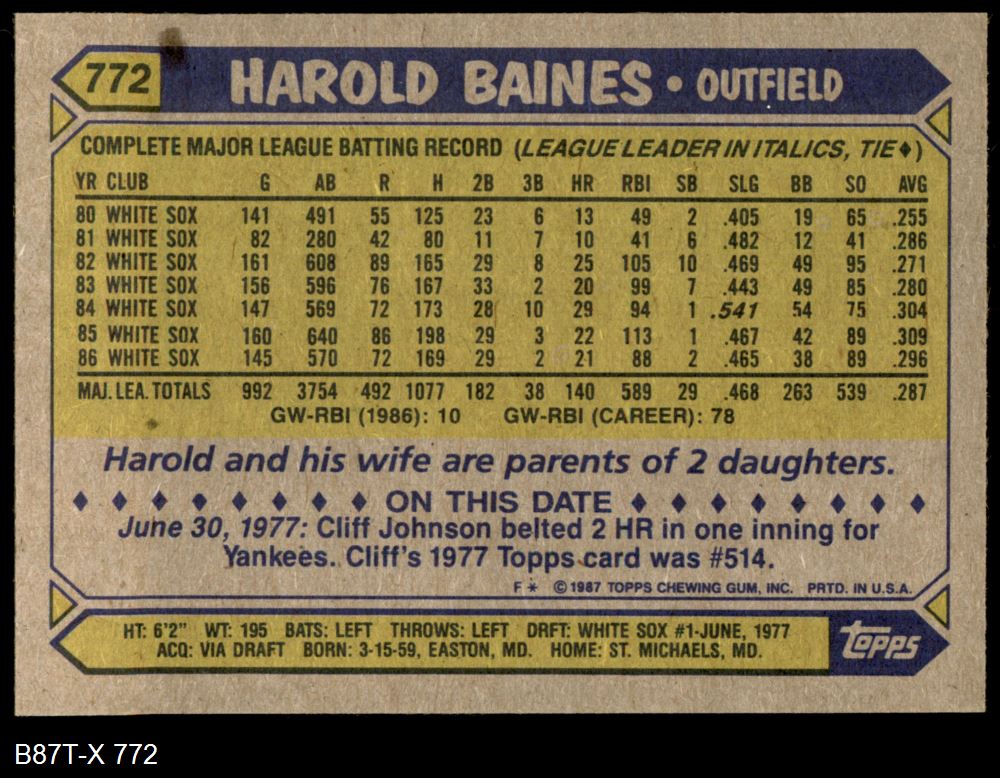 772 HAROLD BAINES • OUTFIELD
COMPLETE MAJOR LEAGUE BATTING RECORD (LEAGUE LEADER IN ITALICS, TIE♦)
YR CLUB G AB R H 2B 3B HR RBI SB SLG BB SO AVG
80 WHITE SOX 141 491 55 125 23 6 13 49 2 .405 19 65 .255
81 WHITE SOX 82 280 42 80 11 7 10 41 6 .482 12 41 .286
82 WHITE SOX 161 608 89 165 29 8 25 105 10 .469 49 95 .271
83 WHITE SOX 156 596 76 167 33 2 20 99 7 .443 49 85 .280
84 WHITE SOX 147 569 72 173 28 10 29 94 1 .541 54 75 .304
85 WHITE SOX 160 640 86 198 29 3 22 113 1 .467 42 89 .309
86 WHITE SOX 145 570 72 169 29 2 21 88 2 .465 38 89 .296
MAJ. LEA. TOTALS 992 3754 492 1077 182 38 140 589 29 .468 263 539 .287
GW-RBI (1986): 10 GW-RBI (CAREER): 78
Harold and his wife are parents of 2 daughters.
♦ ♦ ♦ ♦ ♦ ♦ ♦ ♦ ON THIS DATE ♦ ♦ ♦ ♦ ♦ ♦ ♦ ♦
June 30, 1977: Cliff Johnson belted 2 HR in one inning for
Yankees. Cliff's 1977 Topps card was #514.
F * © 1987 TOPPS CHEWING GUM, INC. PRTD. IN U.S.A.
HT: 6'2" WT: 195 BATS: LEFT THROWS: LEFT DRFT: WHITE SOX #1-JUNE, 1977
ACQ: VIA DRAFT BORN: 3-15-59, EASTON, MD. HOME: ST. MICHAELS, MD.
topps
B87T-X 772